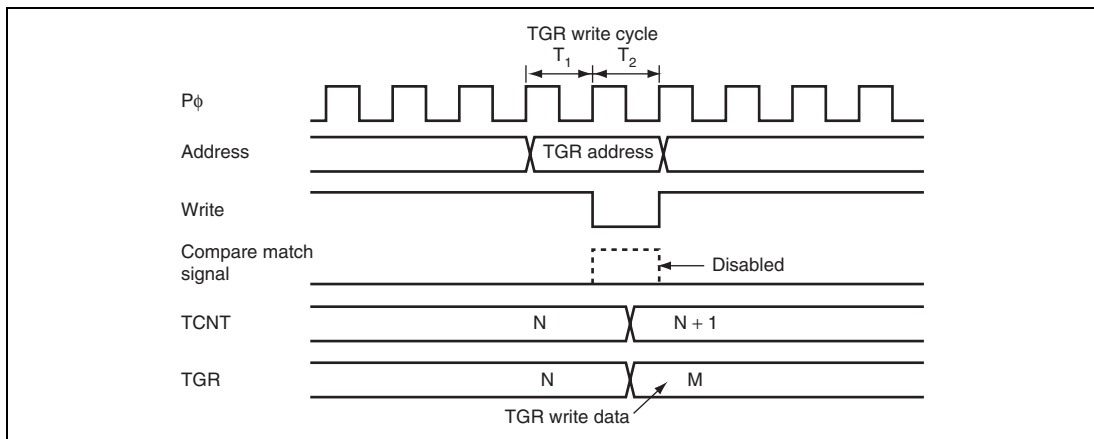 TGR write cycle
T1 T2
Pϕ
Address
TGR address
Write
Compare match
signal
Disabled
TCNT
N
N + 1
TGR
N
M
TGR write data